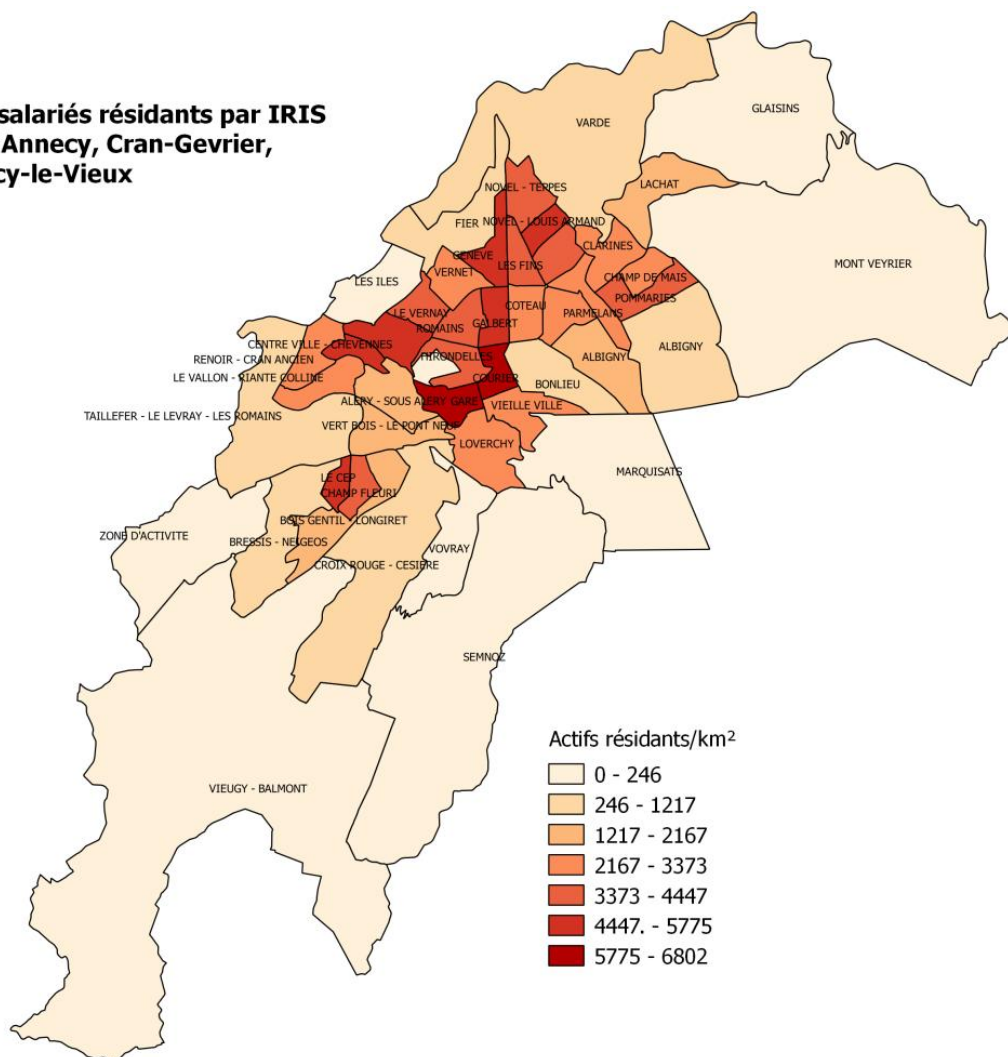 salariés résidants par IRIS
Annecy, Cran-Gevrier,
cy-le-Vieux
GLAISINS
VARDE
LACHAT
NOVEL - TEPPES
NOVEL - LOUIS ARMAND
FIER
CLARINES
GENEVE
LES FINS
MONT VEYRIER
VERNET
CHAMP DE MAIS
LES ILES
POMMARIES
COTEAU
LE VERNAY
PARMELANS
GALBERT
ROMAINS
CENTRE VILLE - CHEVENNES
ALBIGNY
ALBIGNY
HIRONDELLES
RENOIR - CRAN ANCIEN
LE VALLON - RIANTE COLLINE
COURIER
BONLIEU
ALERY - SOUS ALERY GARE
VIEILLE VILLE
TAILLEFER - LE LEVRAY - LES ROMAINS
VERT BOIS - LE PONT NEUF
LOVERCHY
MARQUISATS
LE CEP
CHAMP FLEURI
BOIS GENTIL - LONGIRET
ZONE D'ACTIVITE
BRESSIS - NEIGEOS
VOVRAY
CROIX ROUGE - CESIERE
SEMNOZ
VIEUGY - BALMONT
Actifs résidants/km²
0 - 246
246 - 1217
1217 - 2167
2167 - 3373
3373 - 4447
4447. - 5775
5775 - 6802